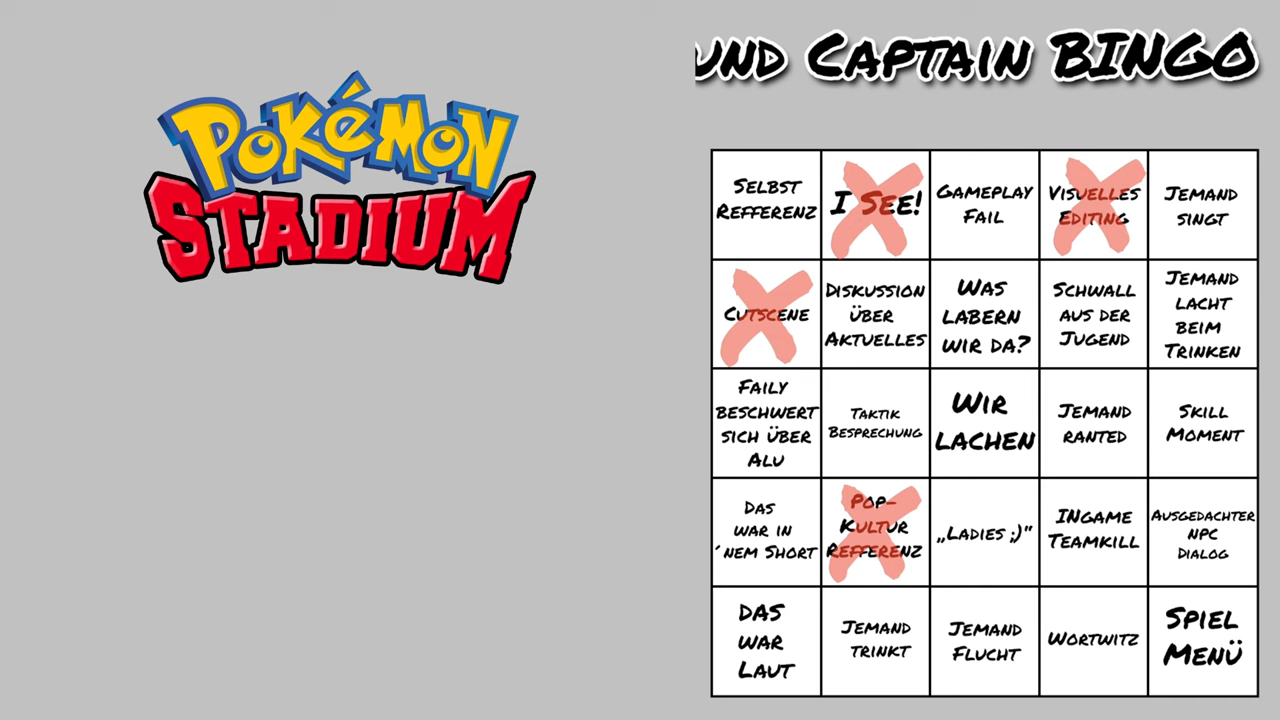 und Captain BINGO
Pokémon
Stadium
Selbst
Refferenz
I See!
Gameplay
Fail
Visuelles
Editing
Jemand
singt
Cutscene
Diskussion
über
Aktuelles
Was
labern
wir da?
Schwall
aus der
Jugend
Jemand
lacht
beim
Trinken
Faily
beschwert
sich über
Alu
Taktik
Besprechung
Wir
lachen
Jemand
ranted
Skill
Moment
Das
war in
´nem Short
Pop-
Kultur
Refferenz
„Ladies ;)"
INgame
Teamkill
Ausgedachter
NPC
Dialog
das
war
Laut
Jemand
trinkt
Jemand
Flucht
Wortwitz
Spiel
Menü